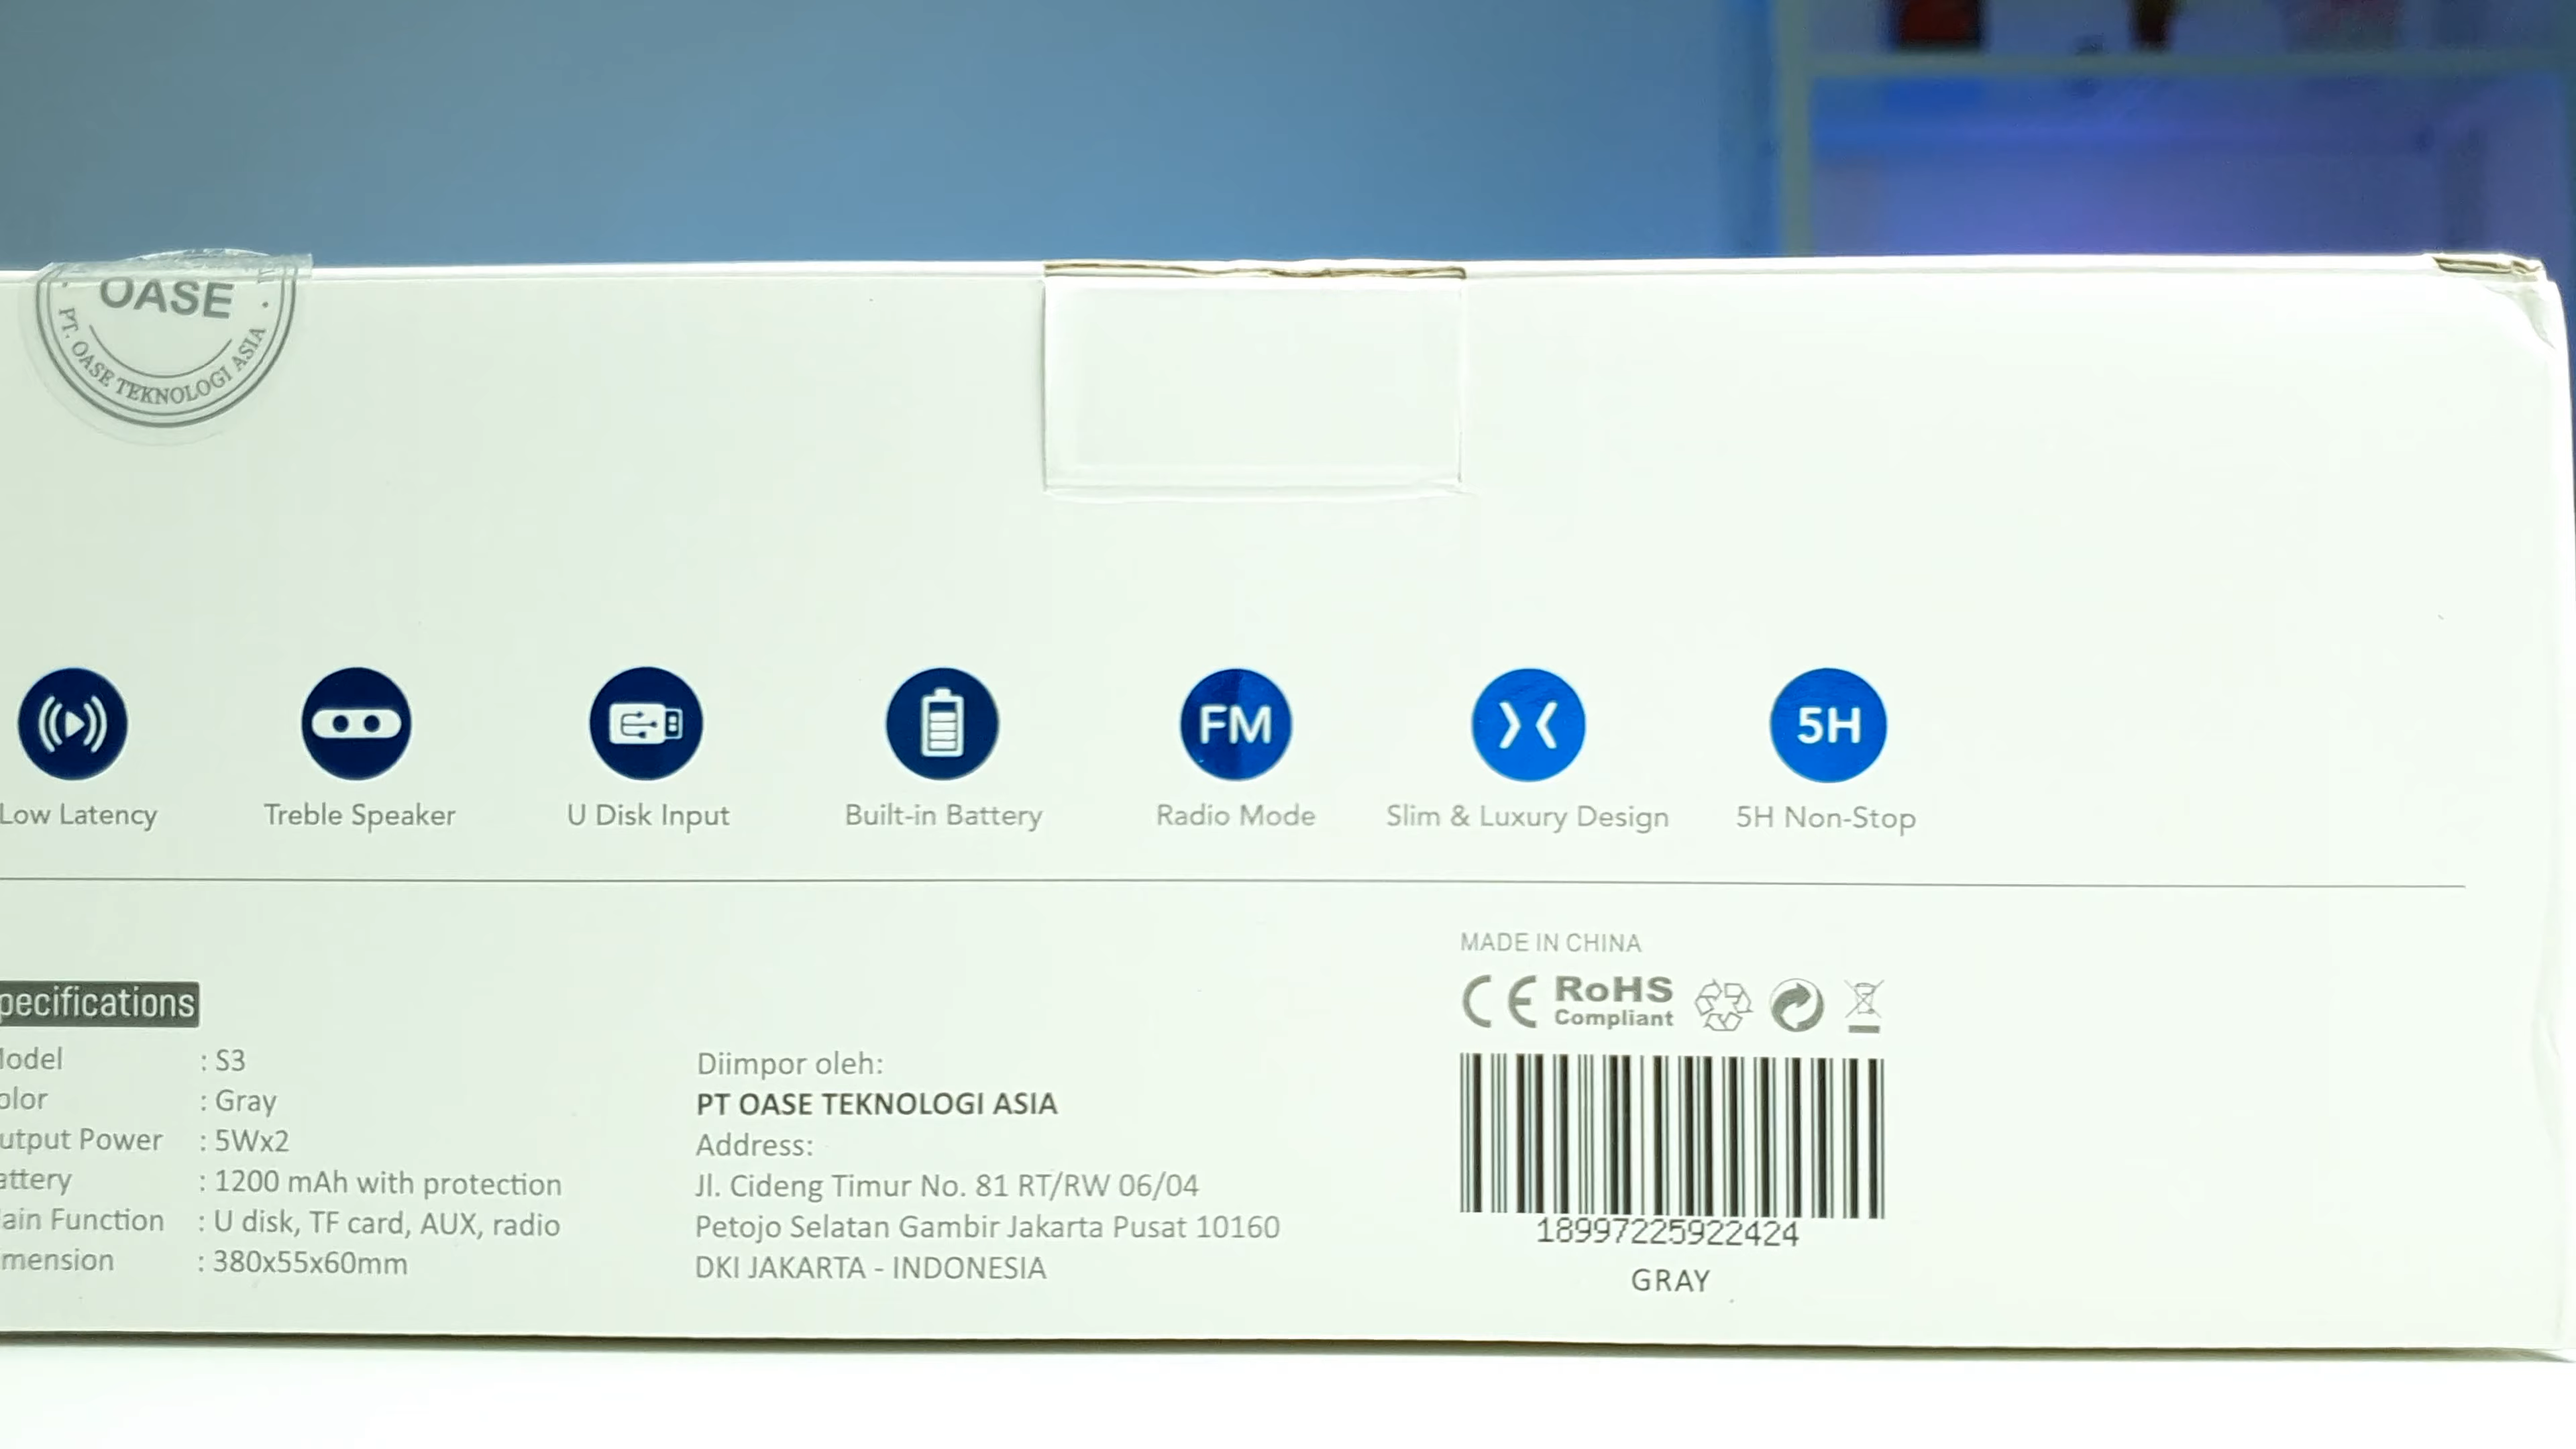 OASE
PT. OASE TEKNOLOGI ASIA
FM
5H
Low Latency
Treble Speaker
U Disk Input
Built-in Battery
Radio Mode
Slim & Luxury Design
5H Non-Stop
MADE IN CHINA
CE RoHS
Compliant
pecifications
odel : S3
olor : Gray
utput Power : 5Wx2
attery : 1200 mAh with protection
ain Function : U disk, TF card, AUX, radio
mension : 380x55x60mm
Diimpor oleh:
PT OASE TEKNOLOGI ASIA
Address:
Jl. Cideng Timur No. 81 RT/RW 06/04
Petojo Selatan Gambir Jakarta Pusat 10160
DKI JAKARTA - INDONESIA
18997225922424
GRAY